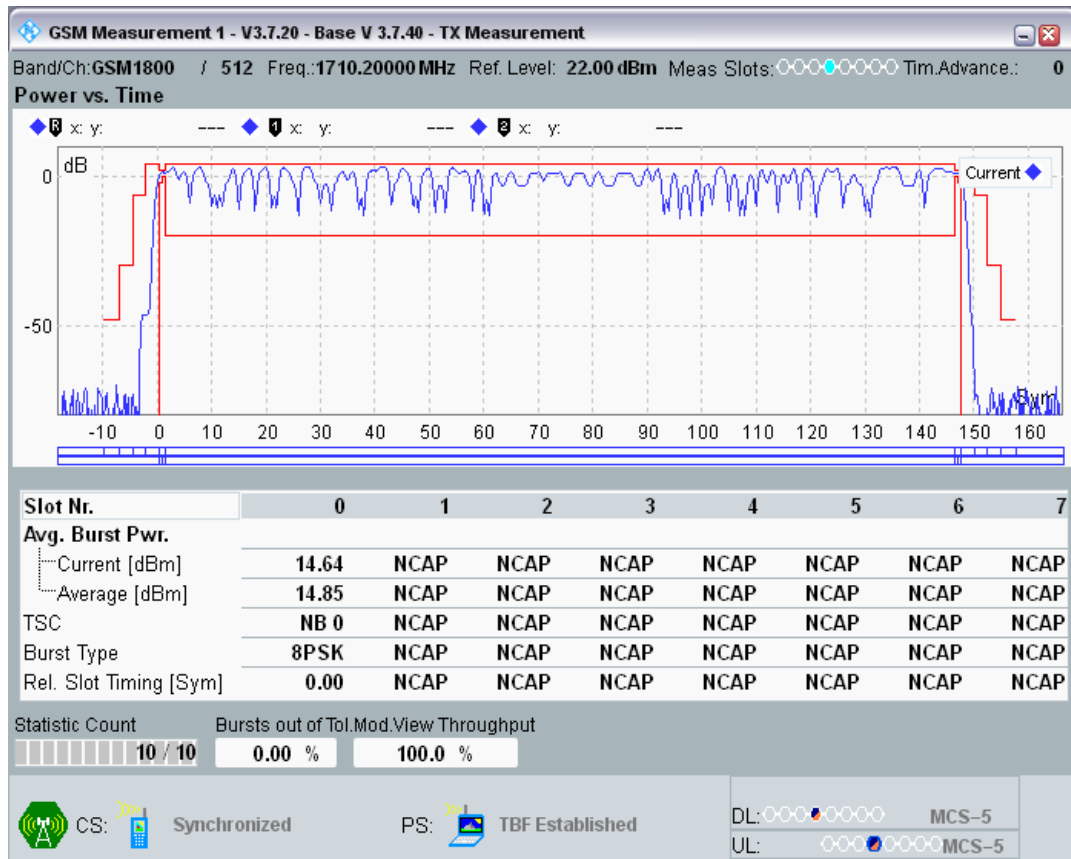 GSM Measurement 1 - V3.7.20 - Base V 3.7.40 - TX Measurement
Band/Ch:GSM1800 / 512 Freq.:1710.20000 MHz Ref. Level: 22.00 dBm Meas Slots: Tim.Advance.: 0
Power vs. Time
R x: y: --- 1 x: y: --- 2 x: y: ---
dB
0
Current
-50
Sym
-10 0 10 20 30 40 50 60 70 80 90 100 110 120 130 140 150 160
Slot Nr. 0 1 2 3 4 5 6 7
Avg. Burst Pwr.
Current [dBm] 14.64 NCAP NCAP NCAP NCAP NCAP NCAP NCAP
Average [dBm] 14.85 NCAP NCAP NCAP NCAP NCAP NCAP NCAP
TSC NB 0 NCAP NCAP NCAP NCAP NCAP NCAP NCAP
Burst Type 8PSK NCAP NCAP NCAP NCAP NCAP NCAP NCAP
Rel. Slot Timing [Sym] 0.00 NCAP NCAP NCAP NCAP NCAP NCAP NCAP
Statistic Count Bursts out of Tol. Mod.View Throughput
10 / 10 0.00 % 100.0 %
CS: Synchronized PS: TBF Established
DL: MCS-5
UL: MCS-5